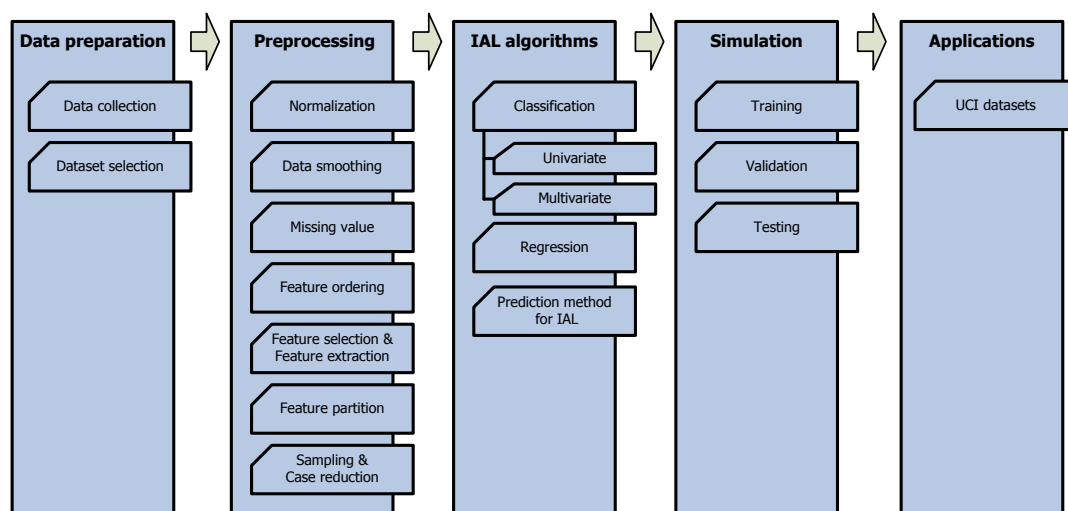 Data preparation
Data collection
Dataset selection
Preprocessing
Normalization
Data smoothing
Missing value
Feature ordering
Feature selection &
Feature extraction
Feature partition
Sampling &
Case reduction
IAL algorithms
Classification
Univariate
Multivariate
Regression
Prediction method
for IAL
Simulation
Training
Validation
Testing
Applications
UCI datasets